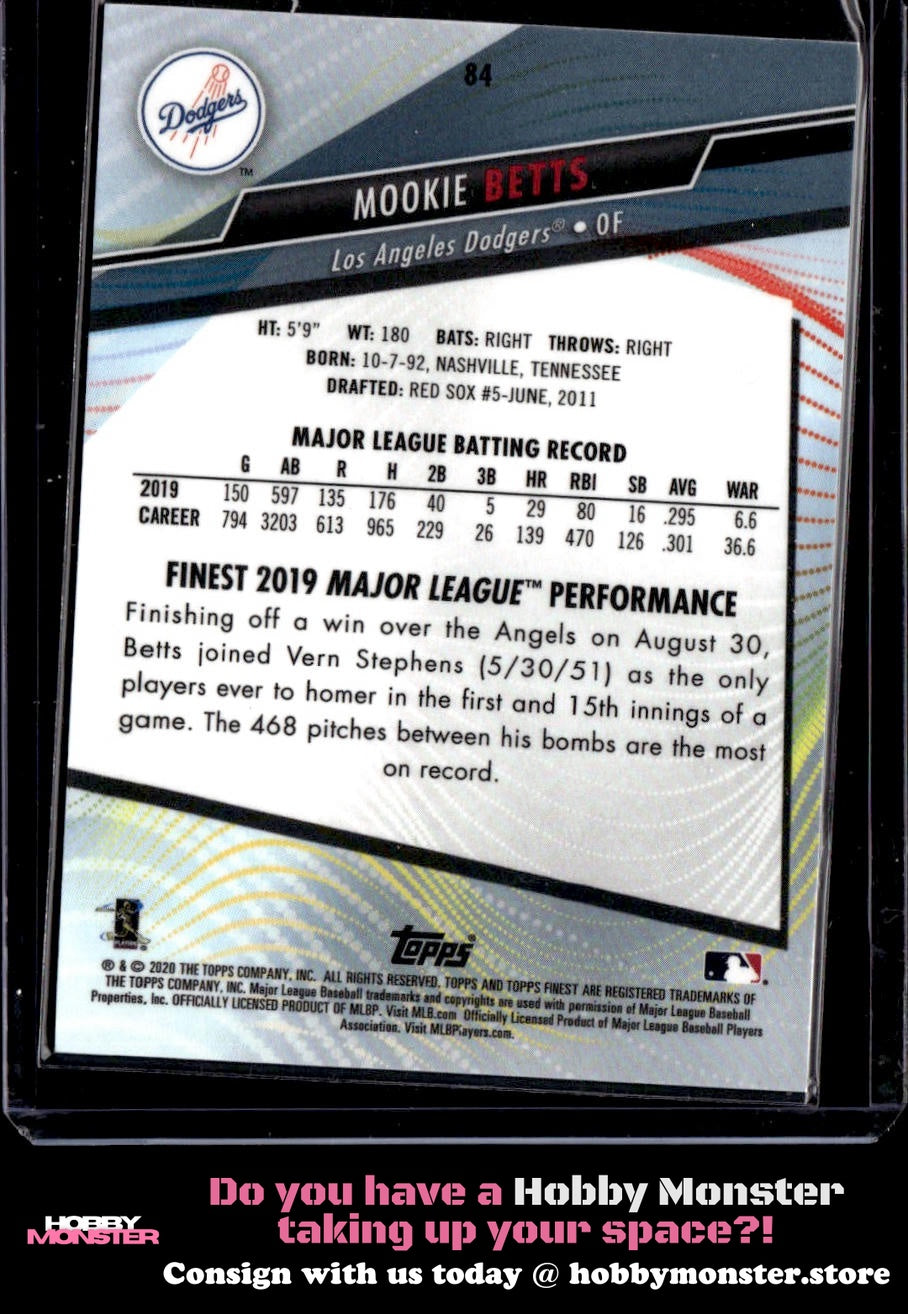 84
Dodgers
TM
MOOKIE BETTS
Los Angeles Dodgers® • OF
HT: 5'9" WT: 180 BATS: RIGHT THROWS: RIGHT
BORN: 10-7-92, NASHVILLE, TENNESSEE
DRAFTED: RED SOX #5-JUNE, 2011
MAJOR LEAGUE BATTING RECORD
G AB R H 2B 3B HR RBI SB AVG WAR
2019 150 597 135 176 40 5 29 80 16 .295 6.6
CAREER 794 3203 613 965 229 26 139 470 126 .301 36.6
FINEST 2019 MAJOR LEAGUE™ PERFORMANCE
Finishing off a win over the Angels on August 30,
Betts joined Vern Stephens (5/30/51) as the only
players ever to homer in the first and 15th innings of a
game. The 468 pitches between his bombs are the most
on record.
PLAYERS
topps®
® & © 2020 THE TOPPS COMPANY, INC. ALL RIGHTS RESERVED. TOPPS AND TOPPS FINEST ARE REGISTERED TRADEMARKS OF
THE TOPPS COMPANY, INC. Major League Baseball trademarks and copyrights are used with permission of Major League Baseball
Properties, Inc. OFFICIALLY LICENSED PRODUCT OF MLBP. Visit MLB.com Officially Licensed Product of Major League Baseball Players
Association. Visit MLBPlayers.com.
HOBBY
MONSTER
Do you have a Hobby Monster
taking up your space?!
Consign with us today @ hobbymonster.store